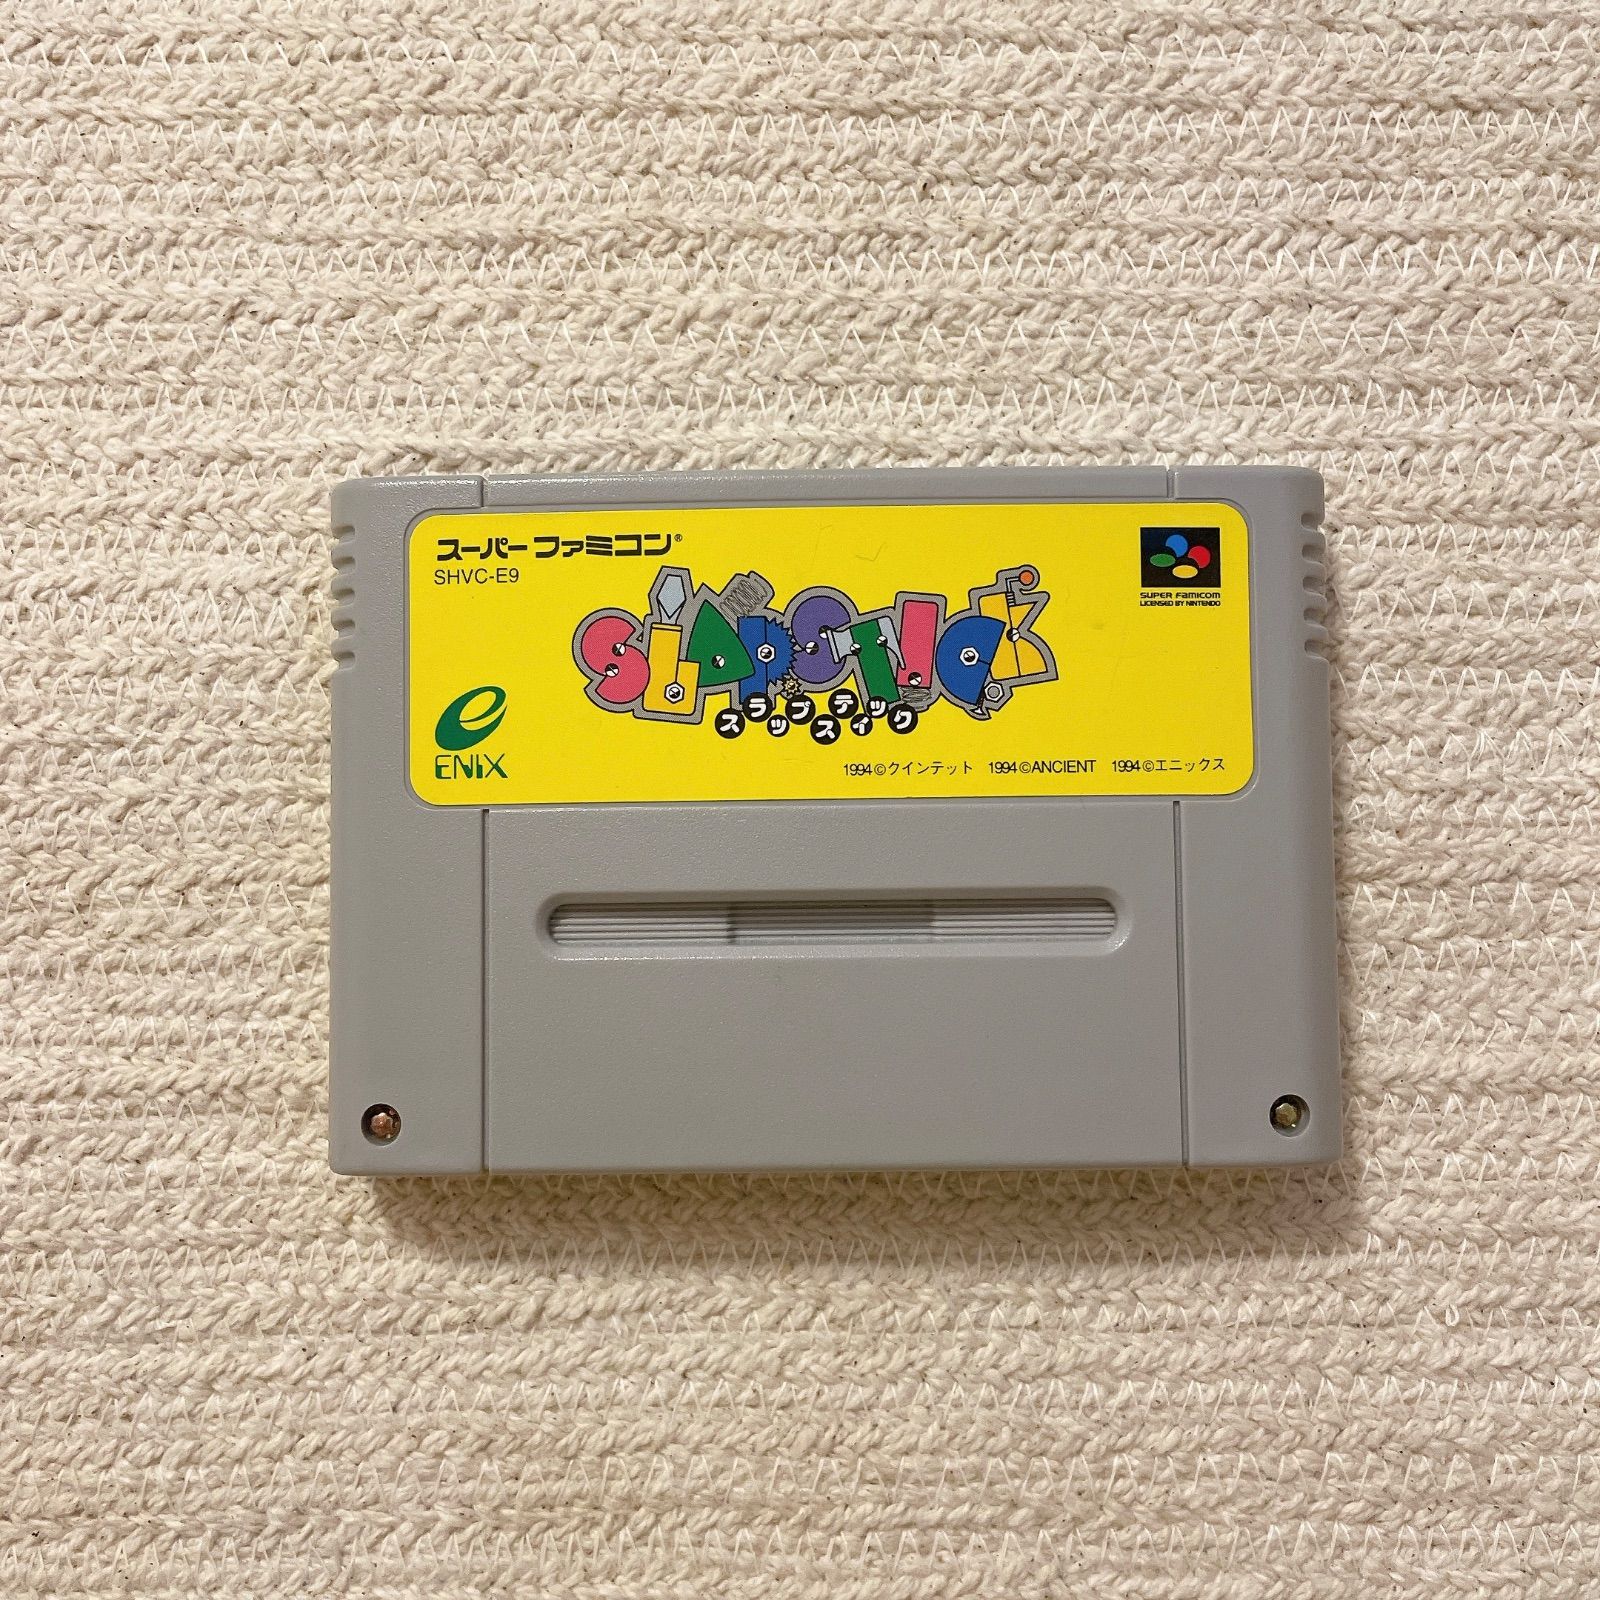 スーパーファミコン®
SHVC-E9
SLAPSTICK
スラップスティック
SUPER FAMICOM
LICENSED BY NINTENDO
ENIX
1994©クインテット 1994©ANCIENT 1994©エニックス